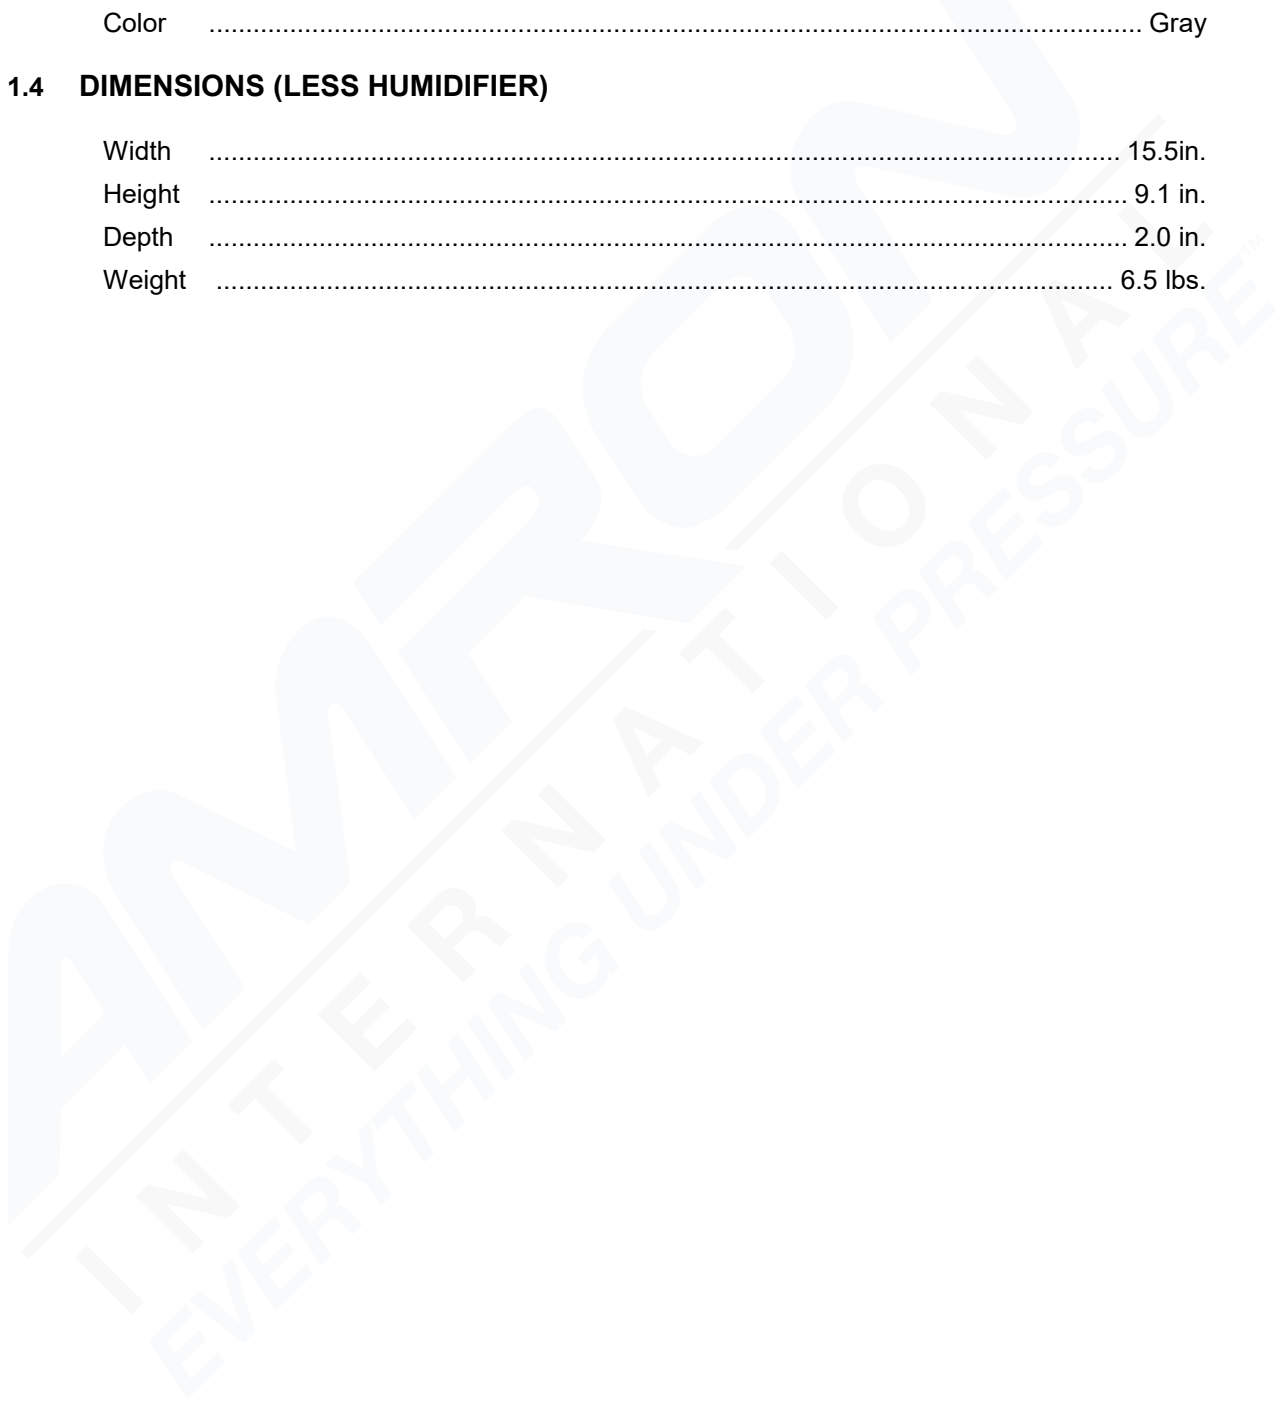 Color ................................................................................................................................ Gray
1.4 DIMENSIONS (LESS HUMIDIFIER)
Width ............................................................................................................................. 15.5in.
Height .............................................................................................................................. 9.1 in.
Depth .............................................................................................................................. 2.0 in.
Weight ........................................................................................................................... 6.5 lbs.
AMRON
INTERNATIONAL
EVERYTHING UNDER PRESSURE™